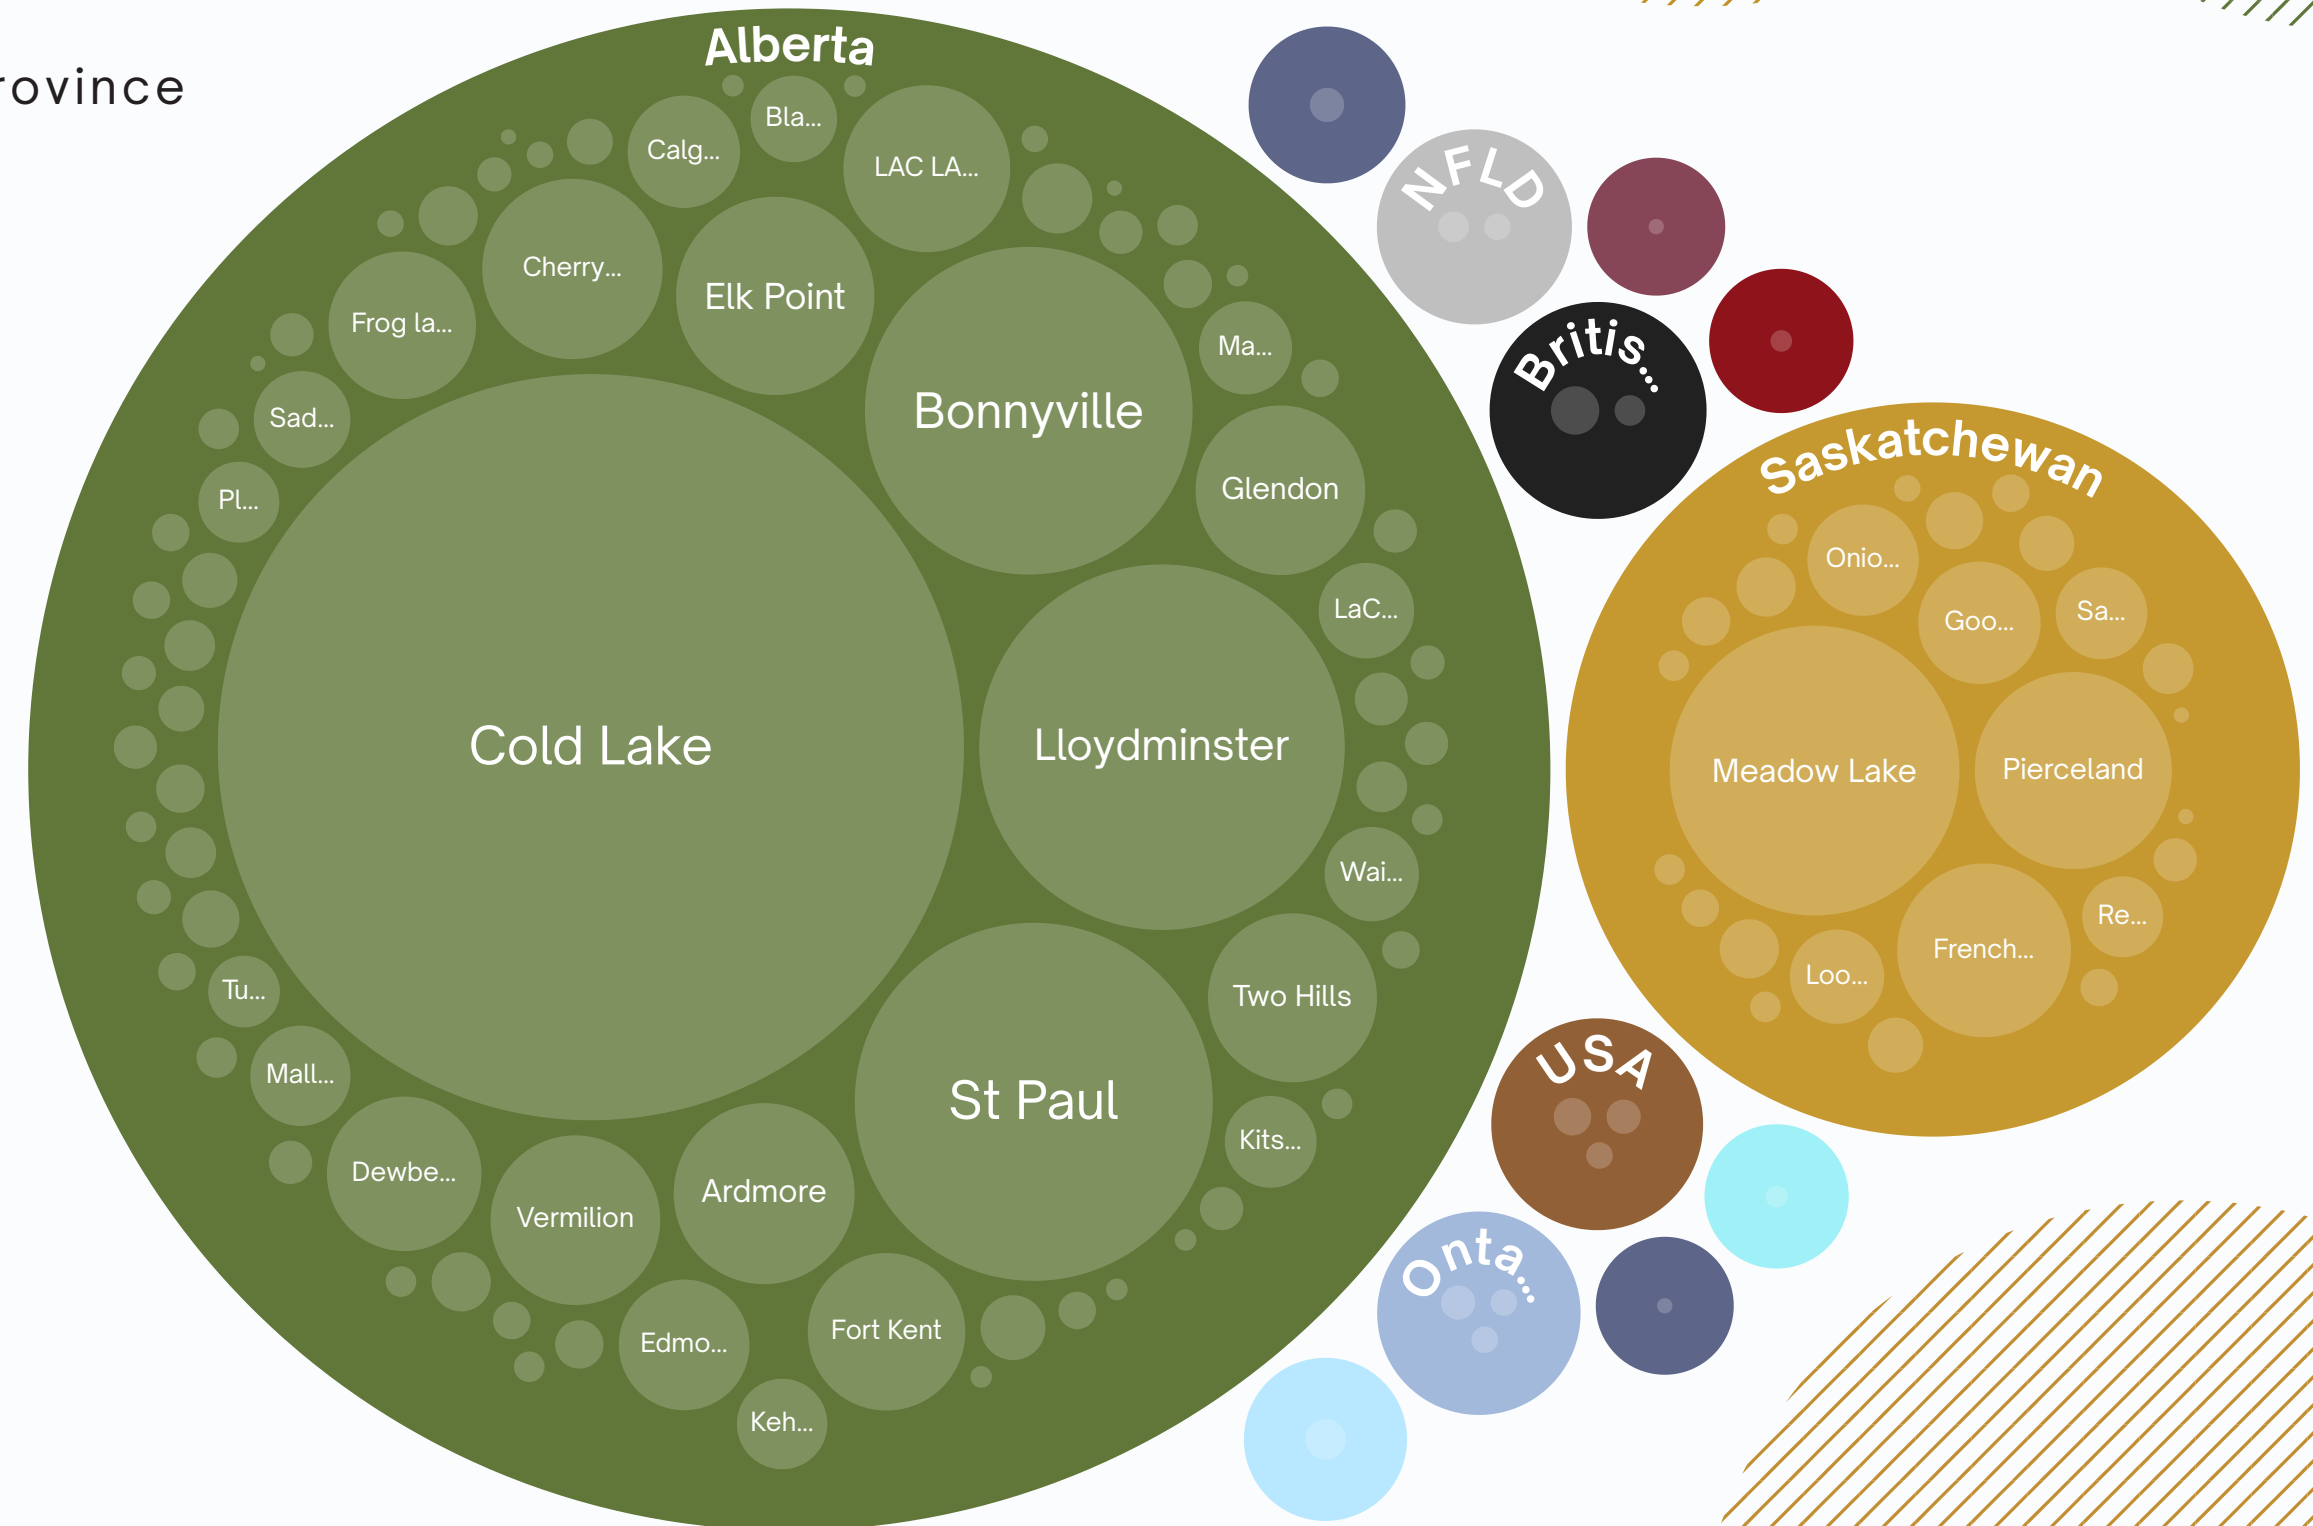 rovince
Alberta
Bla...
Calg...
LAC LA...
Cherry...
Elk Point
Frog la...
Ma...
Bonnyville
Sad...
Glendon
Pl...
LaC...
Cold Lake
Lloydminster
Wai...
Tu...
Two Hills
Mall...
St Paul
Kits...
Dewbe...
Ardmore
Vermilion
Edmo...
Fort Kent
Keh...
NFLD
Britis...
Saskatchewan
Onio...
Goo...
Sa...
Meadow Lake
Pierceland
Re...
French...
Loo...
USA
Onta...